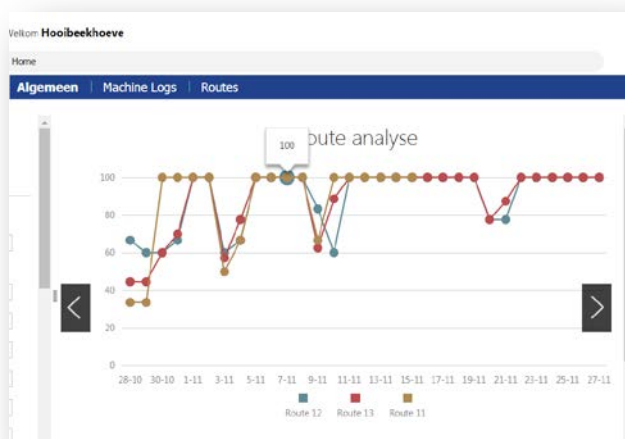 Welkom Hooibeekhoeve
Home
Algemeen | Machine Logs | Routes
oute analyse
100
100
80
60
40
20
0
28-10 30-10 1-11 3-11 5-11 7-11 9-11 11-11 13-11 15-11 17-11 19-11 21-11 23-11 25-11 27-11
Route 12 Route 13 Route 11